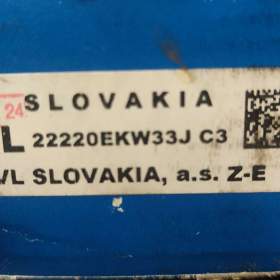 24 SLOVAKIA
L 22220EKW33J C3
VL SLOVAKIA, a.s. Z-E